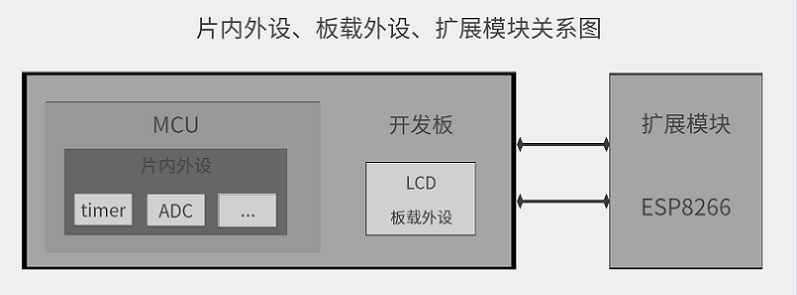 片内外设、板载外设、扩展模块关系图
MCU
片内外设
timer
ADC
...
开发板
LCD
板载外设
扩展模块
ESP8266